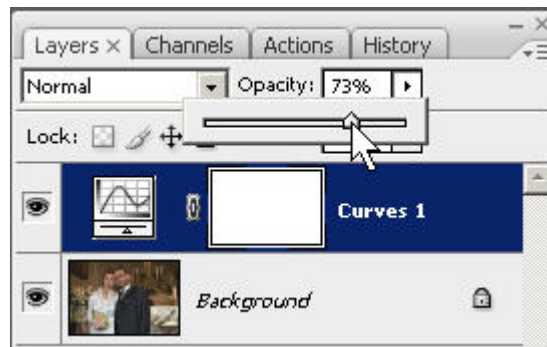 Layers × Channels Actions History
Normal Opacity: 73%
Lock:
Curves 1
Background